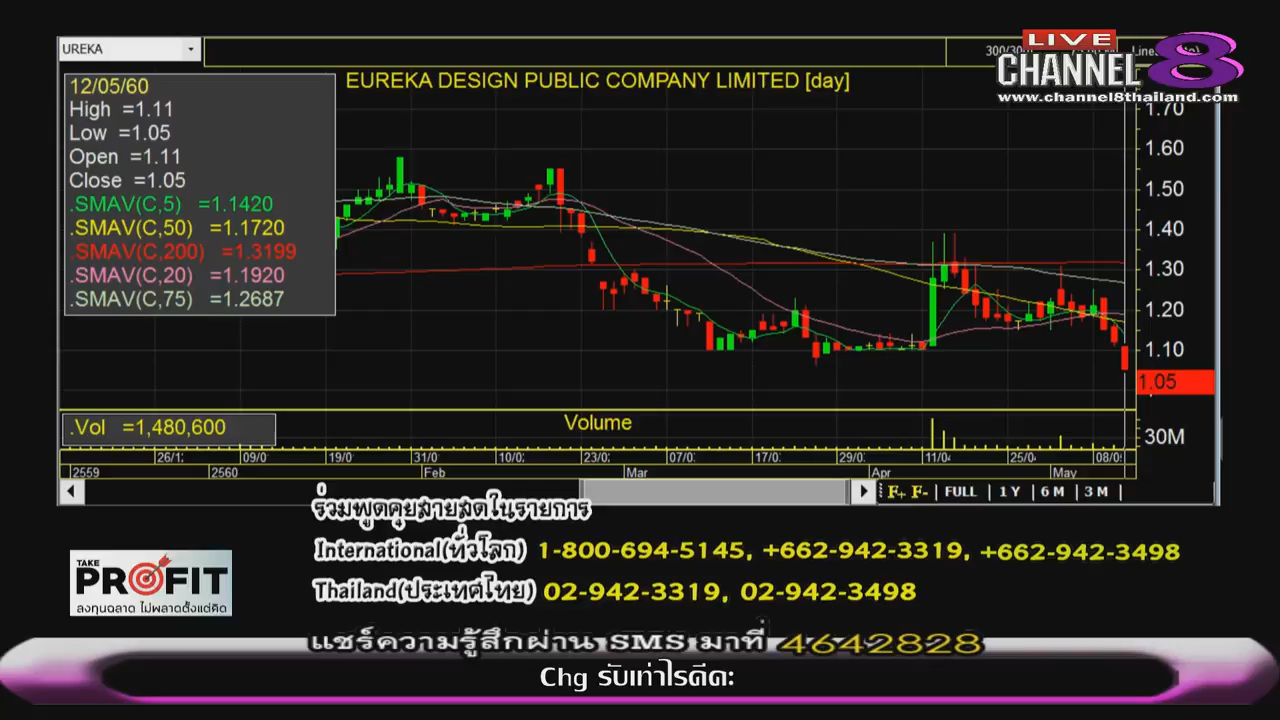 UREKA
300/300
LIVE
CHANNEL 8
www.channel8thailand.com
EUREKA DESIGN PUBLIC COMPANY LIMITED [day]
12/05/60
High =1.11
Low =1.05
Open =1.11
Close =1.05
.SMAV(C,5) =1.1420
.SMAV(C,50) =1.1720
.SMAV(C,200) =1.3199
.SMAV(C,20) =1.1920
.SMAV(C,75) =1.2687
1.70
1.60
1.50
1.40
1.30
1.20
1.10
1.05
.Vol =1,480,600
Volume
30M
26/1: 09/0 19/0 31/0 10/0: 23/0 07/0: 17/0: 29/0: 11/0 25/0 08/0
2559 2560 Feb Mar Apr May
F+ F- FULL 1 Y 6 M 3 M
0
ร่วมพูดคุยสายสดในรายการ
International(ทั่วโลก) 1-800-694-5145, +662-942-3319, +662-942-3498
Thailand(ประเทศไทย) 02-942-3319, 02-942-3498
TAKE
PROFIT
ลงทุนฉลาด ไม่พลาดตั้งแต่คิด
แชร์ความรู้สึกผ่าน SMS มาที่ 4642828
Chg รับเท่าไรดีคะ